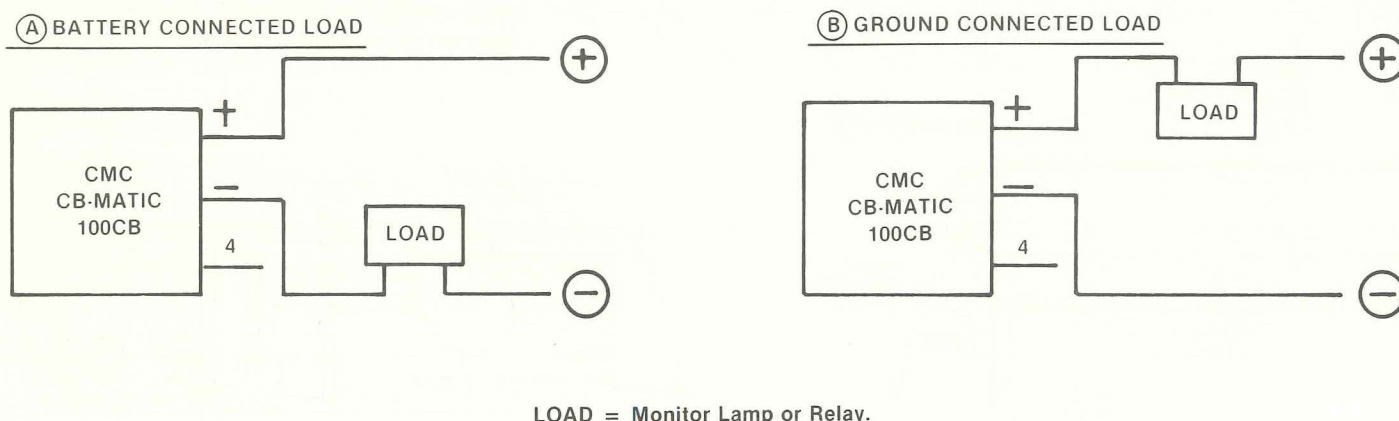 A BATTERY CONNECTED LOAD
+
+
CMC
CB-MATIC
100CB
−
4
LOAD
−
B GROUND CONNECTED LOAD
+
LOAD
+
CMC
CB-MATIC
100CB
−
4
−
LOAD = Monitor Lamp or Relay.